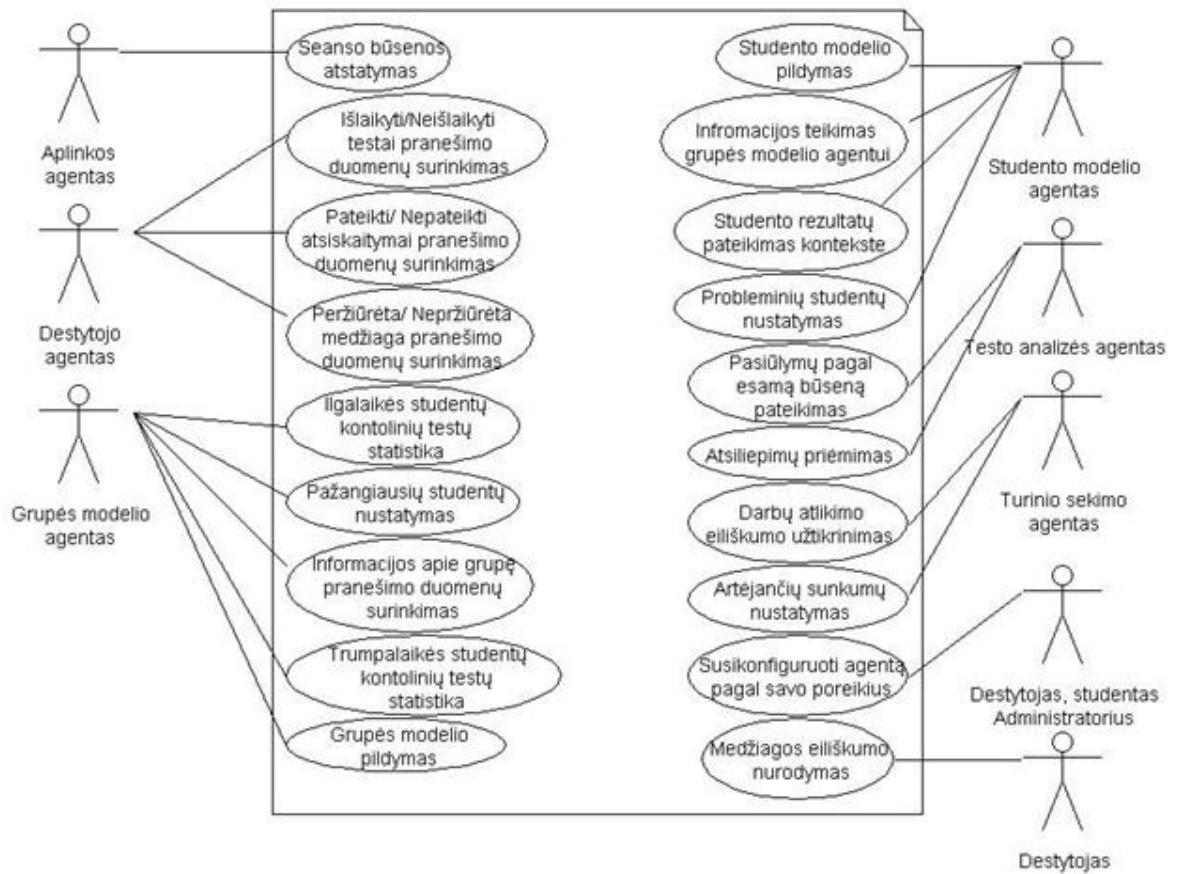 Aplinkos
agentas
Destytojo
agentas
Grupės modelio
agentas
Seanso būsenos
atstatymas
Išlaikyti/Neišlaikyti
testai pranešimo
duomenų surinkimas
Pateikti/ Nepateikti
atsiskaitymai pranešimo
duomenų surinkimas
Peržiūrėta/ Nepržiūrėta
medžiaga pranešimo
duomenų surinkimas
Ilgalaikės studentų
kontolinių testų
statistika
Pažangiausių studentų
nustatymas
Informacijos apie grupę
pranešimo duomenų
surinkimas
Trumpalaikės studentų
kontolinių testų
statistika
Grupės modelio
pildymas
Studento modelio
pildymas
Infromacijos teikimas
grupės modelio agentui
Studento rezultatų
pateikimas kontekste
Probleminių studentų
nustatymas
Pasiūlymų pagal
esamą būseną
pateikimas
Atsiliepimų priėmimas
Darbų atlikimo
eiliškumo užtikrinimas
Artėjančių sunkumų
nustatymas
Susikonfiguruoti agentą
pagal savo poreikius
Medžiagos eiliškumo
nurodymas
Studento modelio
agentas
Testo analizės agentas
Turinio sekimo
agentas
Destytojas, studentas
Administratorius
Destytojas